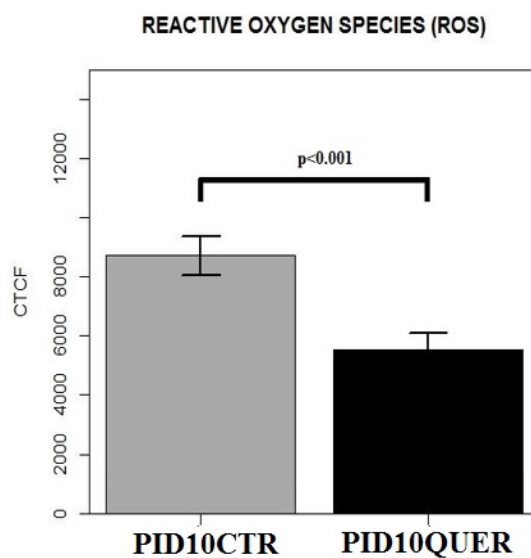 REACTIVE OXYGEN SPECIES (ROS)
12000
p<0.001
8000
CTCF
6000
4000
2000
0
PID10CTR PID10QUER